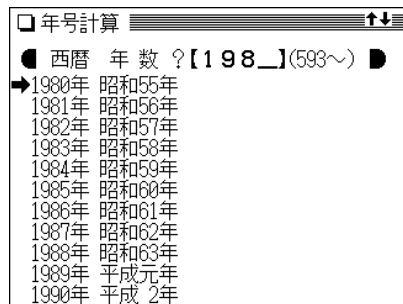 年号計算
西暦 年 数 ?【198_】(593～)
➡1980年 昭和55年
1981年 昭和56年
1982年 昭和57年
1983年 昭和58年
1984年 昭和59年
1985年 昭和60年
1986年 昭和61年
1987年 昭和62年
1988年 昭和63年
1989年 平成元年
1990年 平成 2年